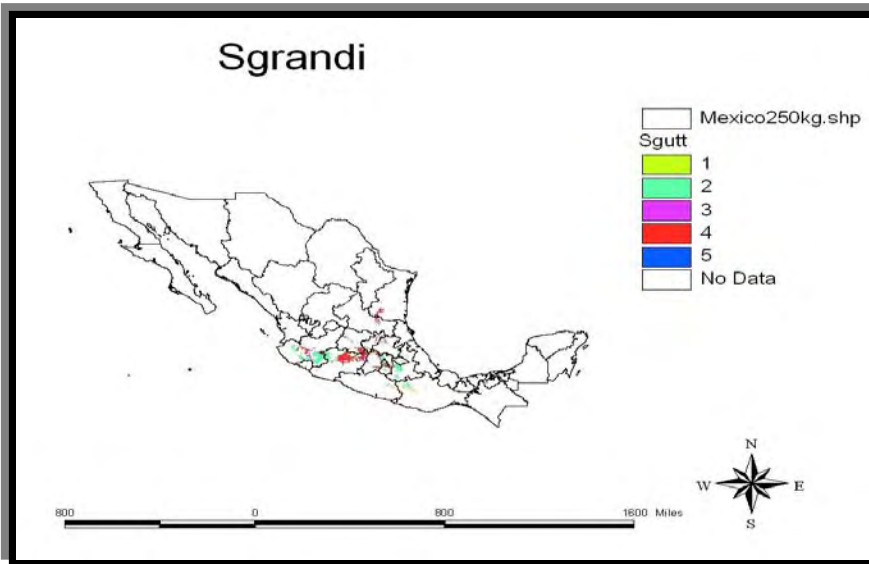 Sgrandi
Mexico250kg.shp
Sgutt
1
2
3
4
5
No Data
N
W E
S
800 0 800 1600 Miles